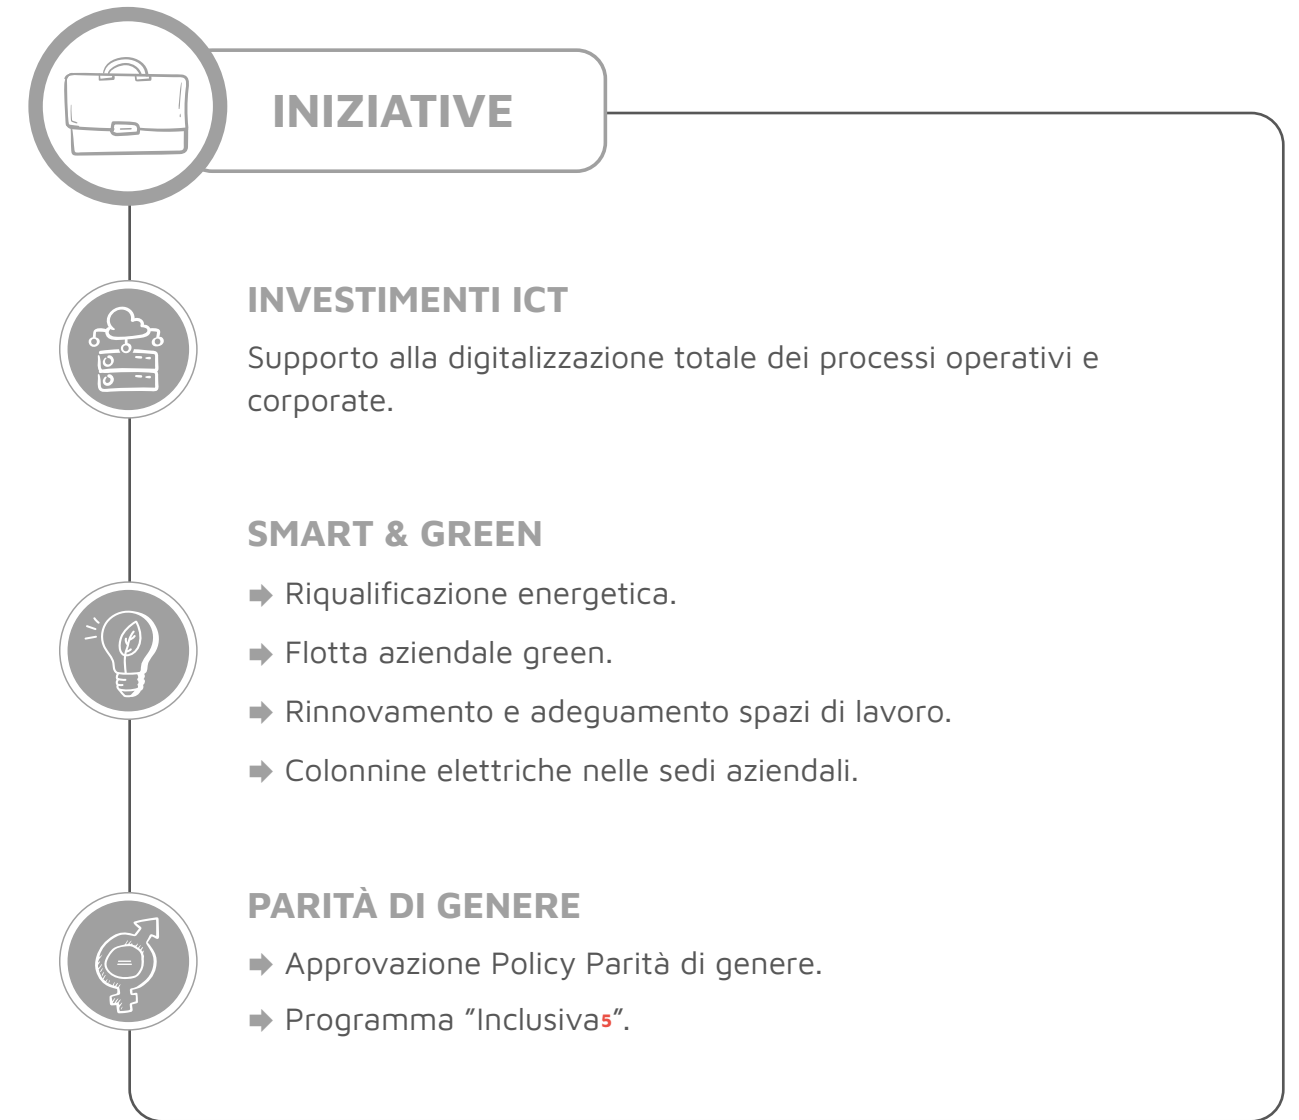 INIZIATIVE
INVESTIMENTI ICT
Supporto alla digitalizzazione totale dei processi operativi e
corporate.
SMART & GREEN
Riqualificazione energetica.
Flotta aziendale green.
Rinnovamento e adeguamento spazi di lavoro.
Colonnine elettriche nelle sedi aziendali.
PARITÀ DI GENERE
Approvazione Policy Parità di genere.
Programma "Inclusiva5".